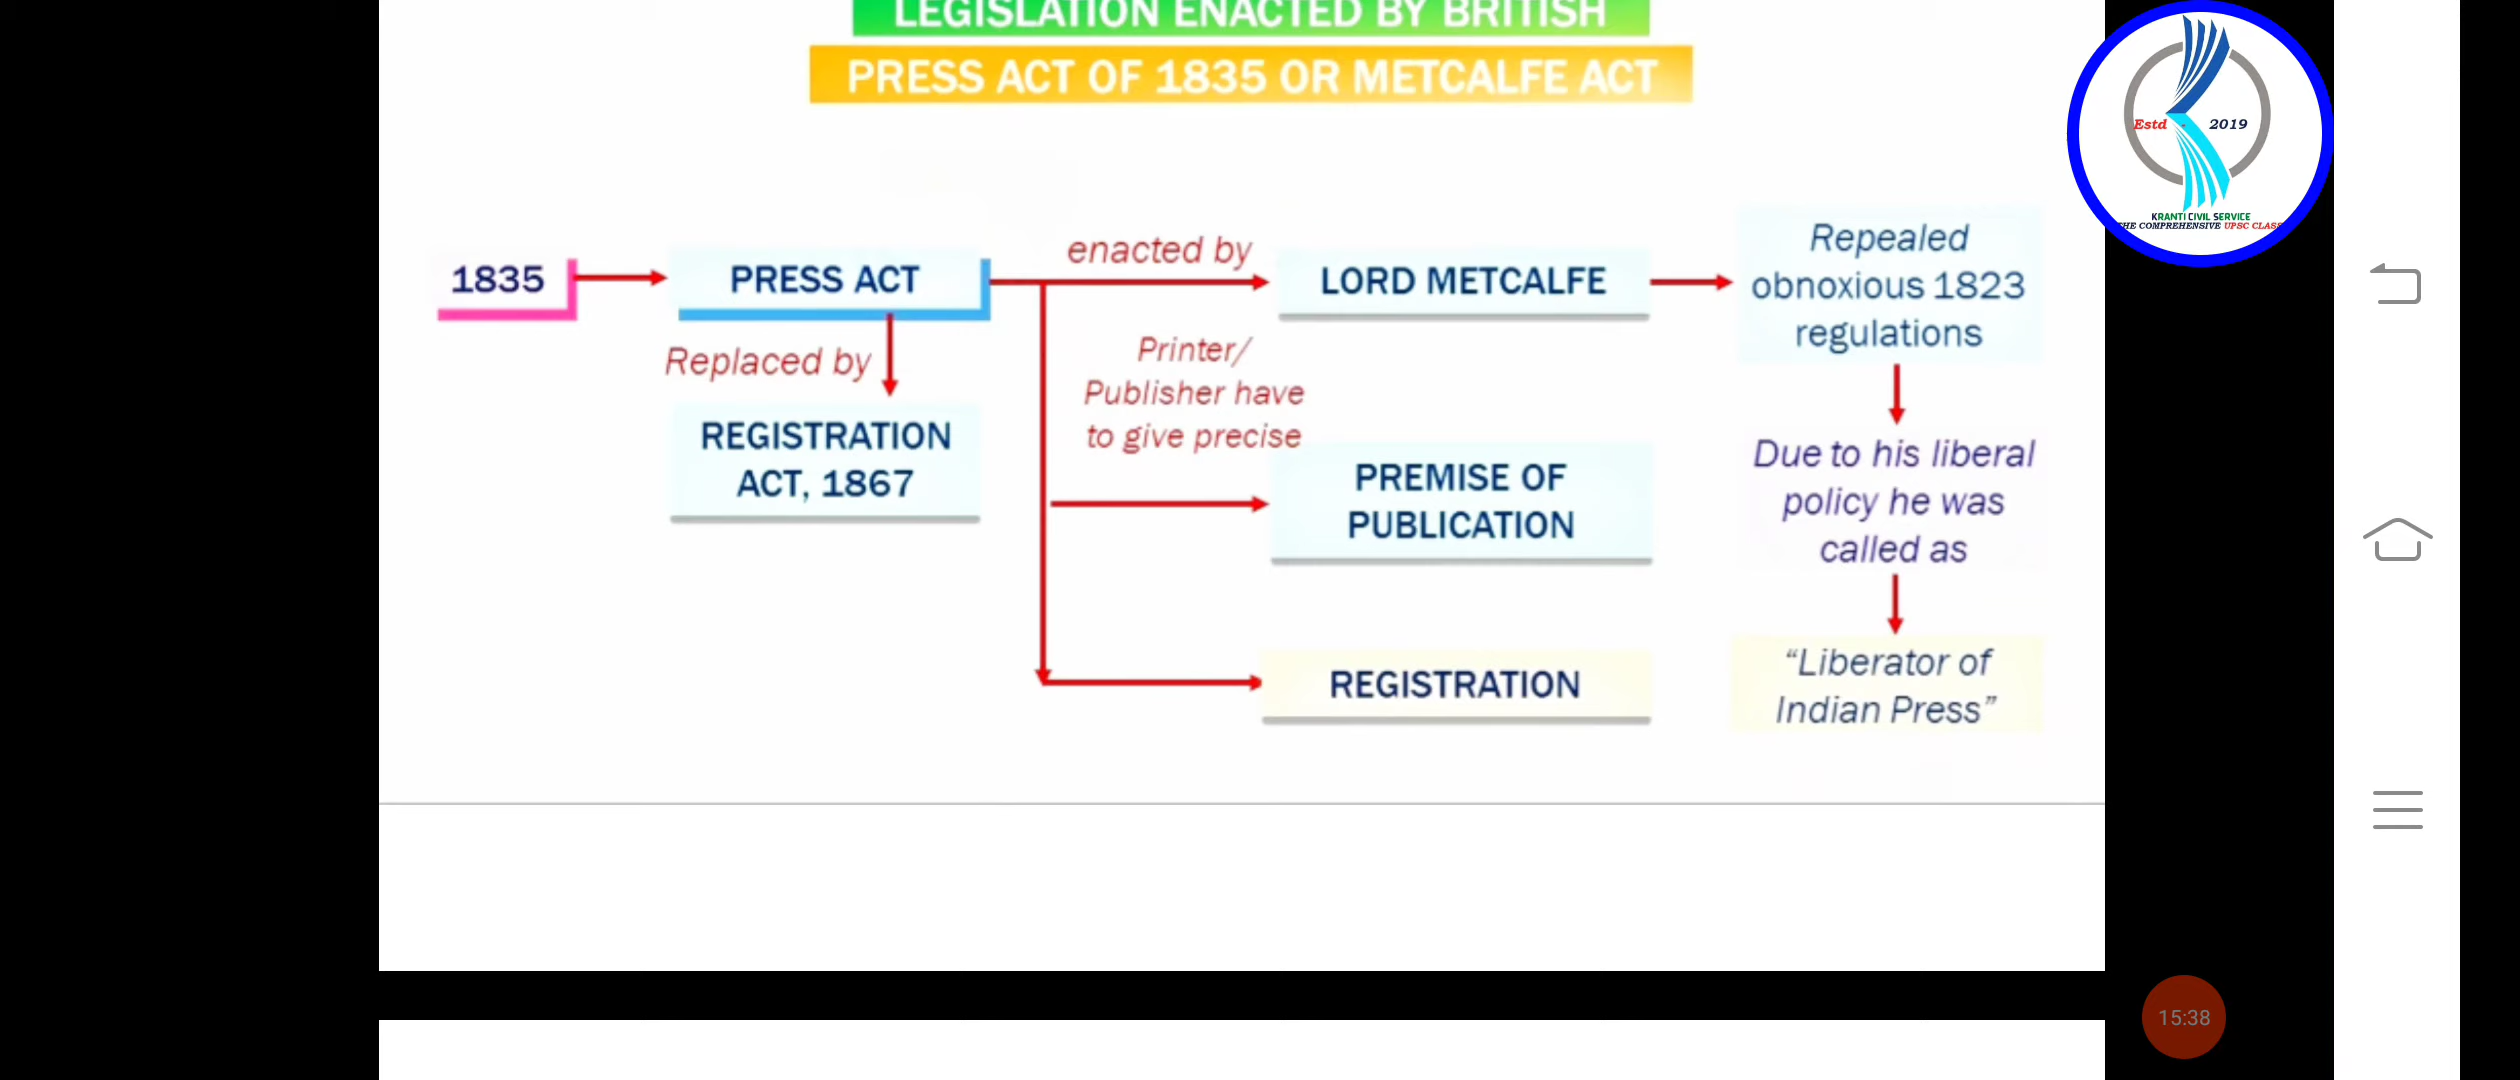 LEGISLATION ENACTED BY BRITISH
PRESS ACT OF 1835 OR METCALFE ACT
Estd - 2019
KRANTI CIVIL SERVICE
THE COMPREHENSIVE UPSC CLASS
1835
PRESS ACT
enacted by
LORD METCALFE
Repealed
obnoxious 1823
regulations
Replaced by
REGISTRATION
ACT, 1867
Printer/
Publisher have
to give precise
PREMISE OF
PUBLICATION
REGISTRATION
Due to his liberal
policy he was
called as
“Liberator of
Indian Press”
15:38